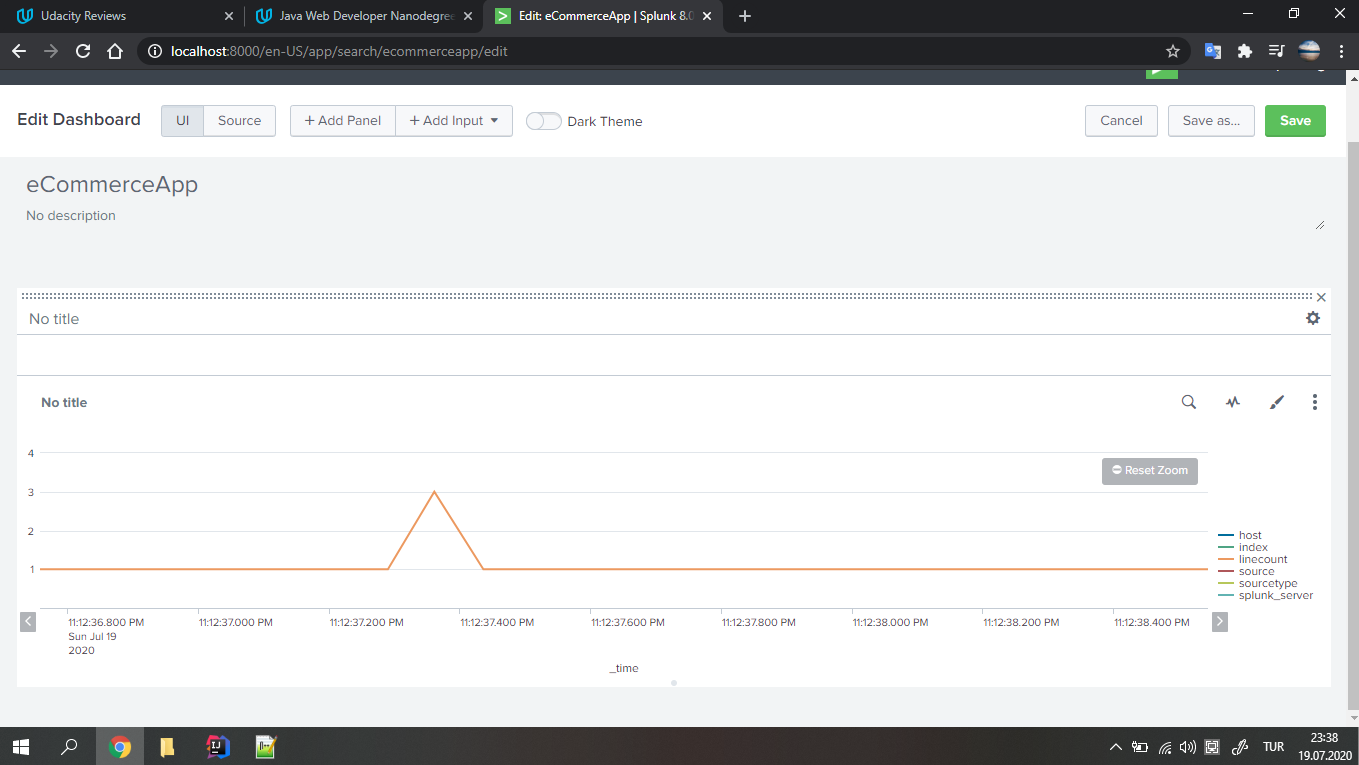 Udacity Reviews
Java Web Developer Nanodegree
Edit: eCommerceApp | Splunk 8.0
localhost:8000/en-US/app/search/ecommerceapp/edit
Edit Dashboard
UI
Source
+ Add Panel
+ Add Input
Dark Theme
Cancel
Save as...
Save
eCommerceApp
No description
No title
No title
Reset Zoom
4
3
2
1
host
index
linecount
source
sourcetype
splunk_server
11:12:36.800 PM
Sun Jul 19
2020
11:12:37.000 PM
11:12:37.200 PM
11:12:37.400 PM
11:12:37.600 PM
11:12:37.800 PM
11:12:38.000 PM
11:12:38.200 PM
11:12:38.400 PM
_time
TUR
23:38
19.07.2020